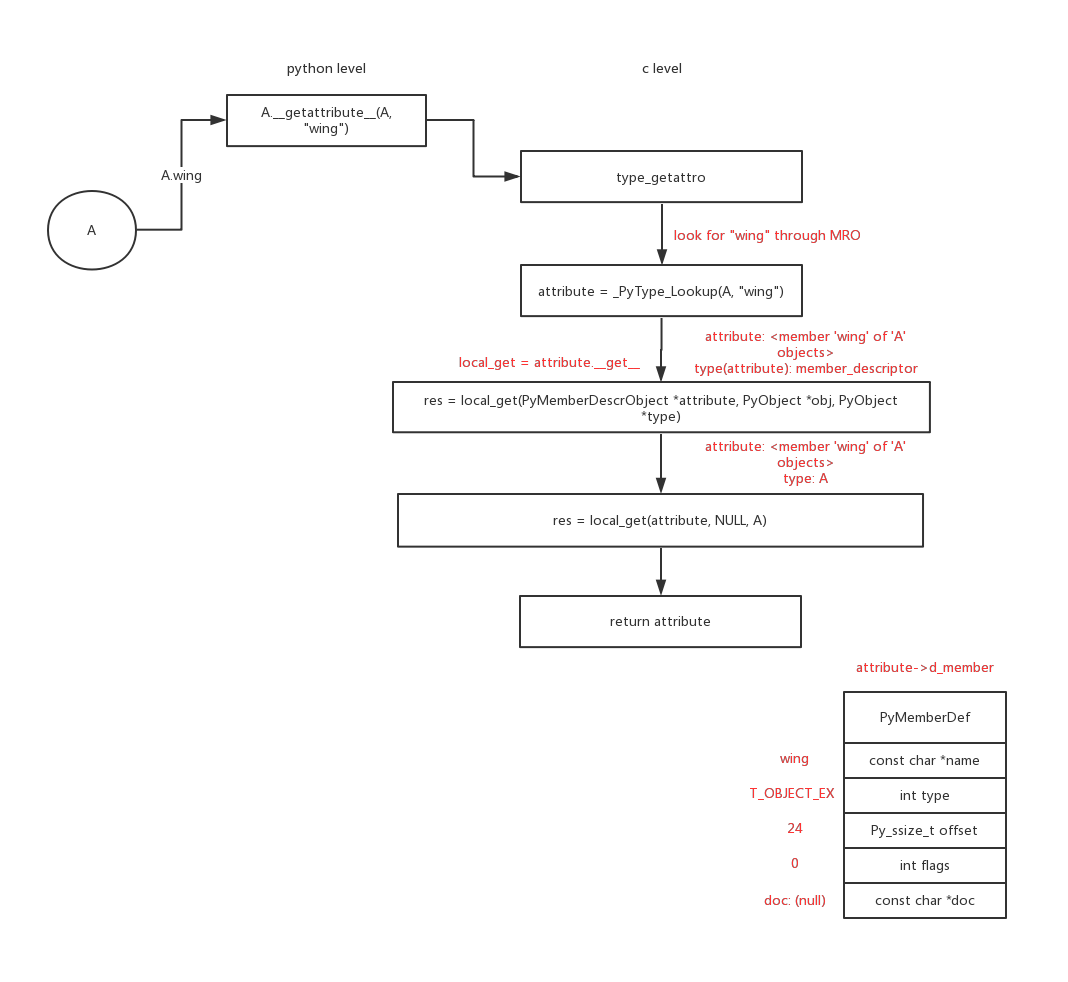 python level
c level
A.__getattribute__(A,
"wing")
A.wing
A
type_getattro
look for "wing" through MRO
attribute = _PyType_Lookup(A, "wing")
attribute: <member 'wing' of 'A'
objects>
type(attribute): member_descriptor
local_get = attribute.__get__
res = local_get(PyMemberDescrObject *attribute, PyObject *obj, PyObject
*type)
attribute: <member 'wing' of 'A'
objects>
type: A
res = local_get(attribute, NULL, A)
return attribute
attribute->d_member
PyMemberDef
wing
const char *name
T_OBJECT_EX
int type
24
Py_ssize_t offset
0
int flags
doc: (null)
const char *doc